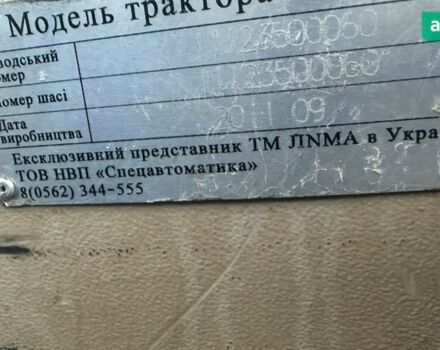 Модель трактора
водський
омер
номер шасі
Дата
виробництва 2011 09
Ексклюзивний представник ТМ JINMA в Укра
ТОВ НВП «Спецавтоматика»
8(0562) 344-555